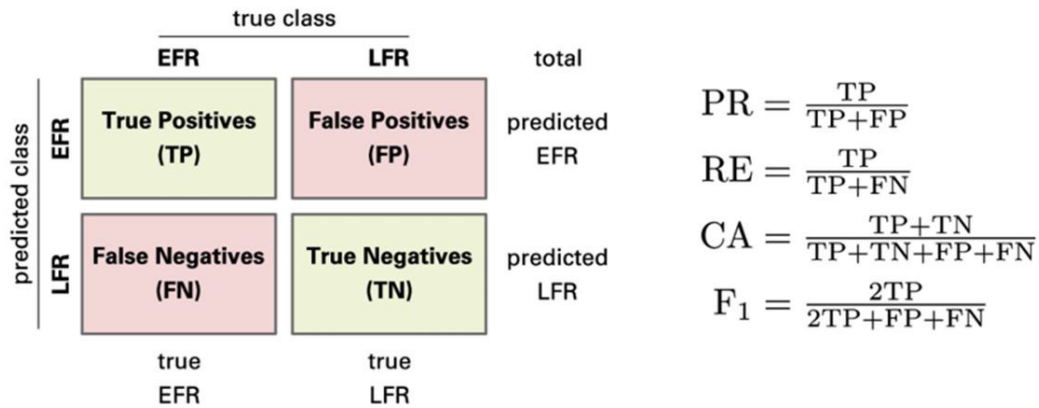 true class
EFR LFR total
predicted class
EFR
True Positives
(TP)
False Positives
(FP)
predicted
EFR
LFR
False Negatives
(FN)
True Negatives
(TN)
predicted
LFR
true
EFR
true
LFR
PR = TP / TP+FP
RE = TP / TP+FN
CA = TP+TN / TP+TN+FP+FN
F₁ = 2TP / 2TP+FP+FN